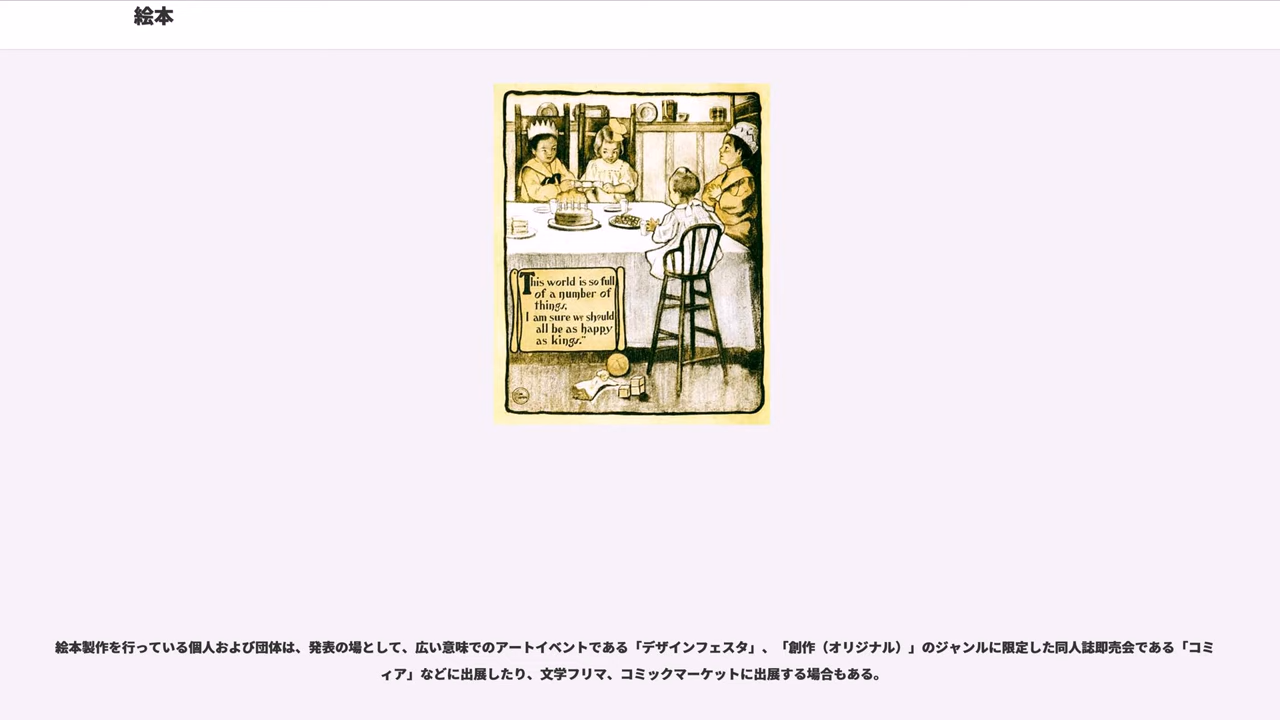 絵本
This world is so full
of a number of
things,
I am sure we should
all be as happy
as kings."
絵本製作を行っている個人および団体は、発表の場として、広い意味でのアートイベントである「デザインフェスタ」、「創作（オリジナル）」のジャンルに限定した同人誌即売会である「コミ
ィア」などに出展したり、文学フリマ、コミックマーケットに出展する場合もある。